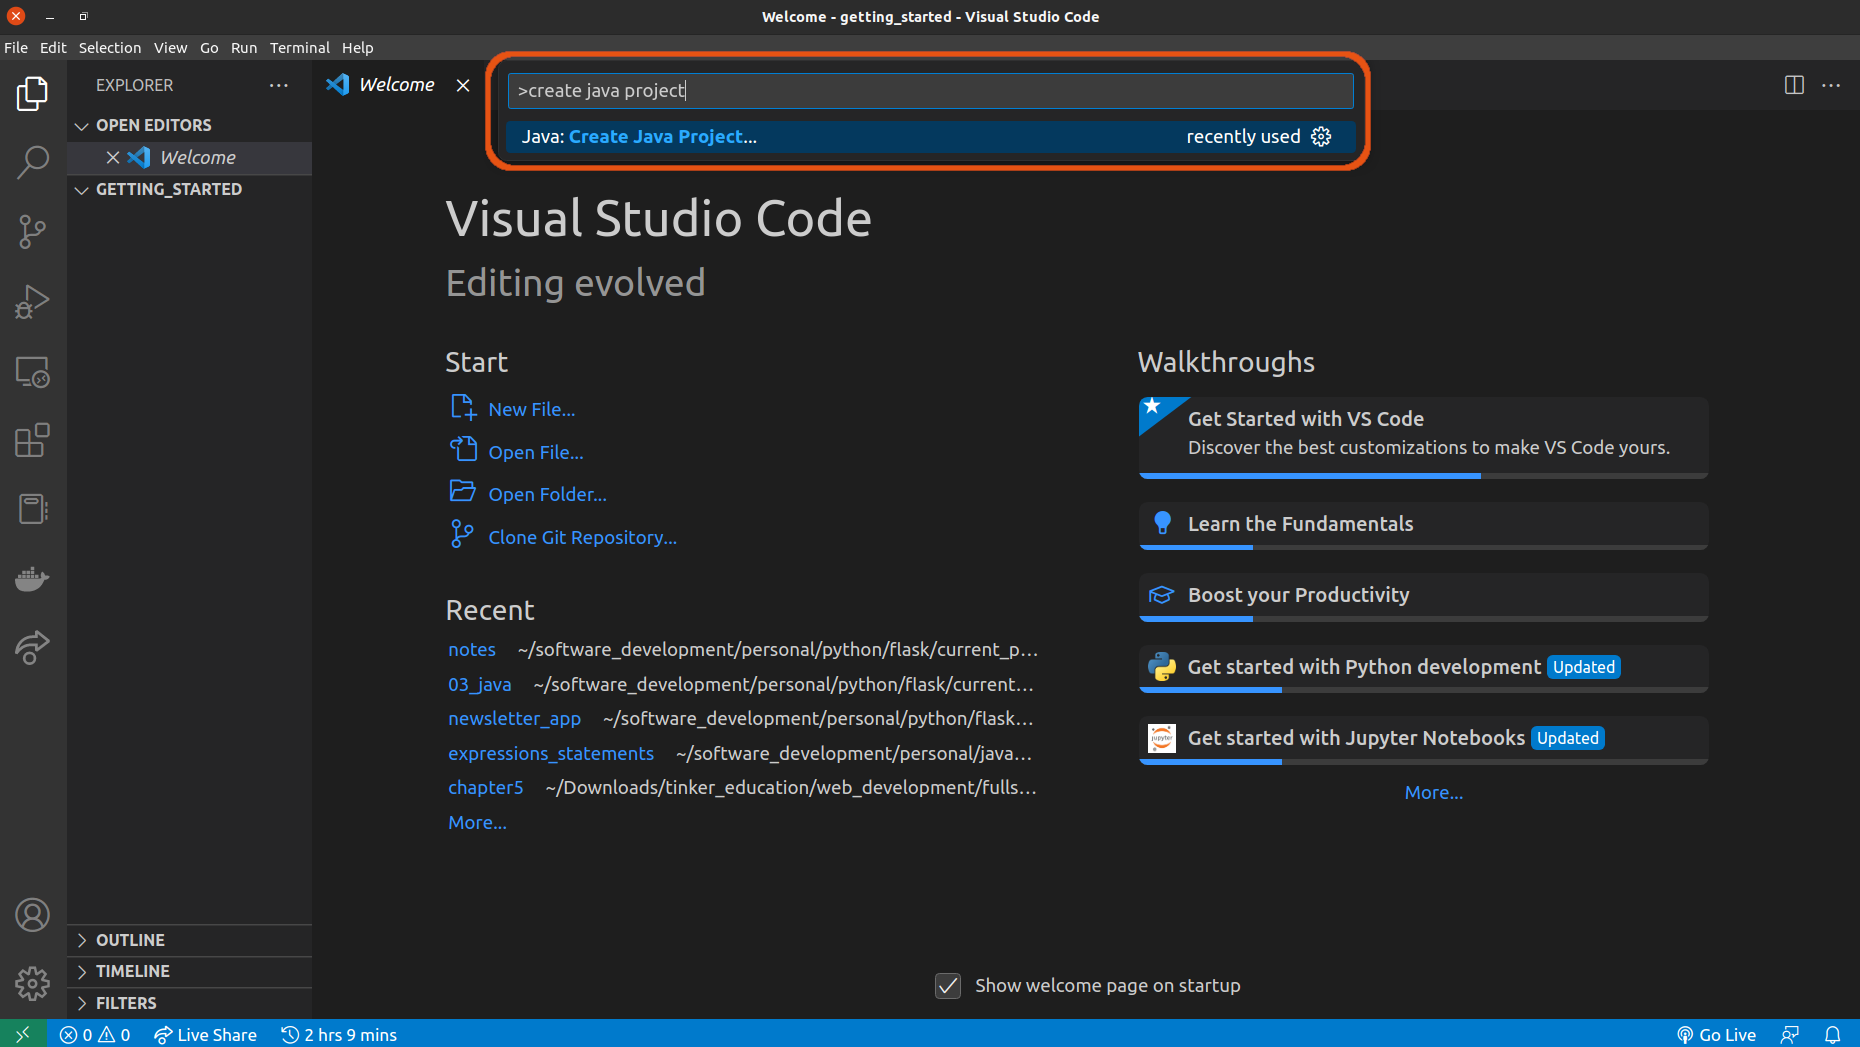 Welcome - getting_started - Visual Studio Code
File Edit Selection View Go Run Terminal Help
EXPLORER
Welcome
>create java project
Java: Create Java Project...
recently used
OPEN EDITORS
Welcome
GETTING_STARTED
Visual Studio Code
Editing evolved
Start
New File...
Open File...
Open Folder...
Clone Git Repository...
Recent
notes ~/software_development/personal/python/flask/current_p...
03_java ~/software_development/personal/python/flask/current...
newsletter_app ~/software_development/personal/python/flask...
expressions_statements ~/software_development/personal/java...
chapter5 ~/Downloads/tinker_education/web_development/fulls...
More...
Walkthroughs
Get Started with VS Code
Discover the best customizations to make VS Code yours.
Learn the Fundamentals
Boost your Productivity
Get started with Python development Updated
jupyter
Get started with Jupyter Notebooks Updated
More...
OUTLINE
TIMELINE
FILTERS
Show welcome page on startup
0 0 Live Share 2 hrs 9 mins
Go Live